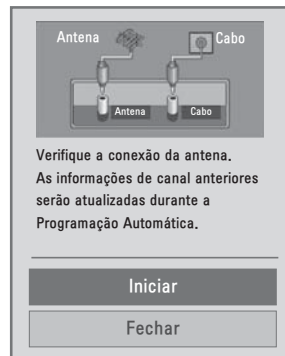 Antena Cabo
Antena Cabo
Verifique a conexão da antena.
As informações de canal anteriores
serão atualizadas durante a
Programação Automática.
Iniciar
Fechar